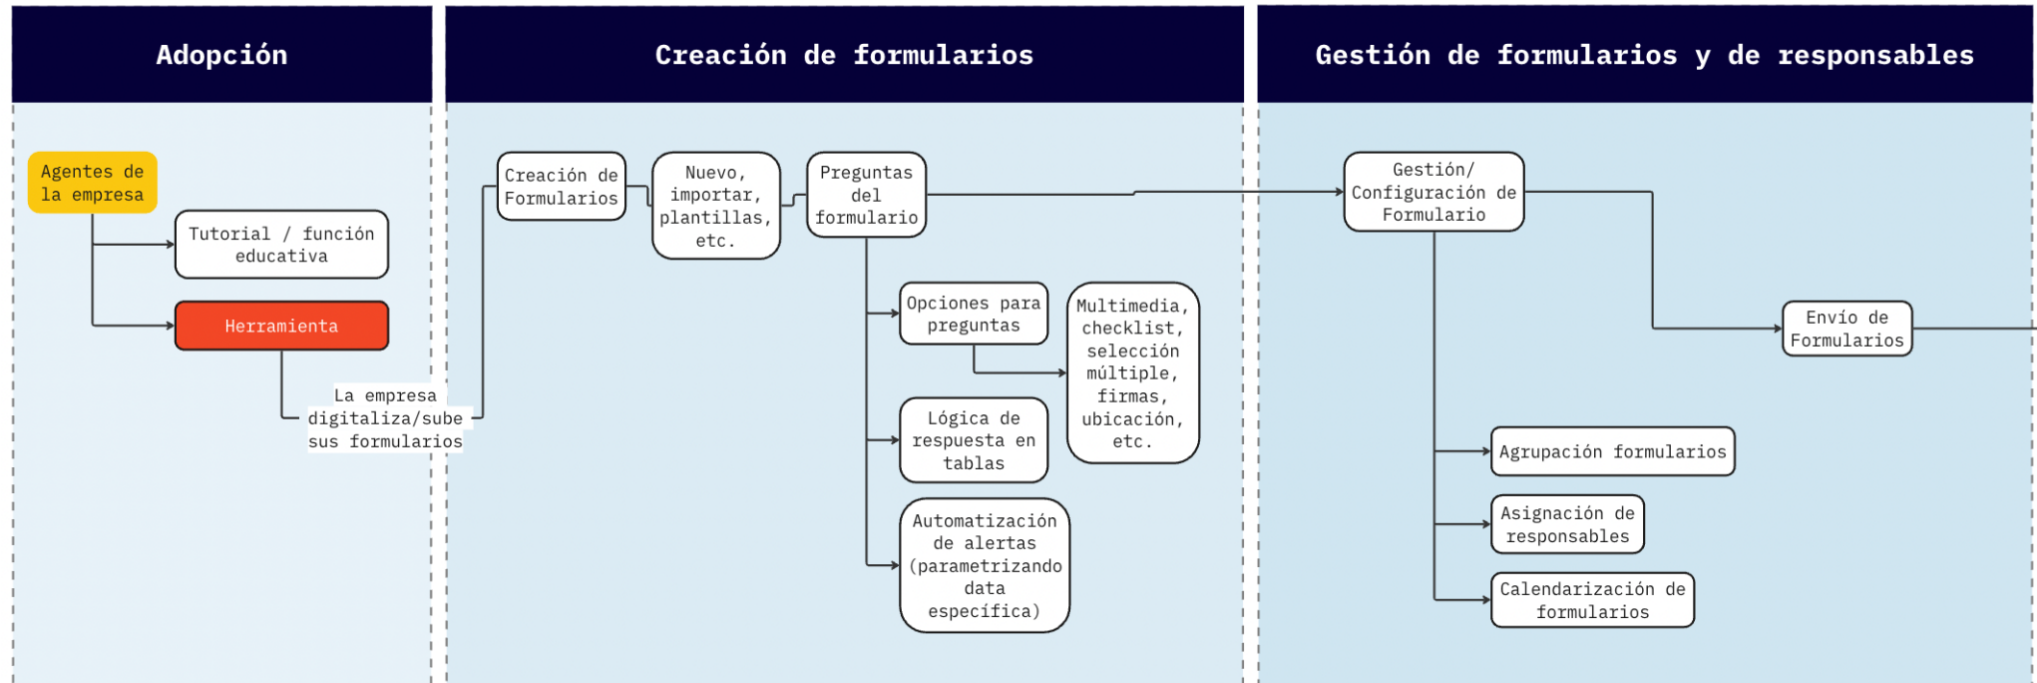 Adopción
Agentes de
la empresa
Tutorial / función
educativa
Herramienta
La empresa
digitaliza/sube
sus formularios
Creación de formularios
Creación de
Formularios
Nuevo,
importar,
plantillas,
etc.
Preguntas
del
formulario
Opciones para
preguntas
Multimedia,
checklist,
selección
múltiple,
firmas,
ubicación,
etc.
Lógica de
respuesta en
tablas
Automatización
de alertas
(parametrizando
data
específica)
Gestión de formularios y de responsables
Gestión/
Configuración de
Formulario
Envío de
Formularios
Agrupación formularios
Asignación de
responsables
Calendarización de
formularios